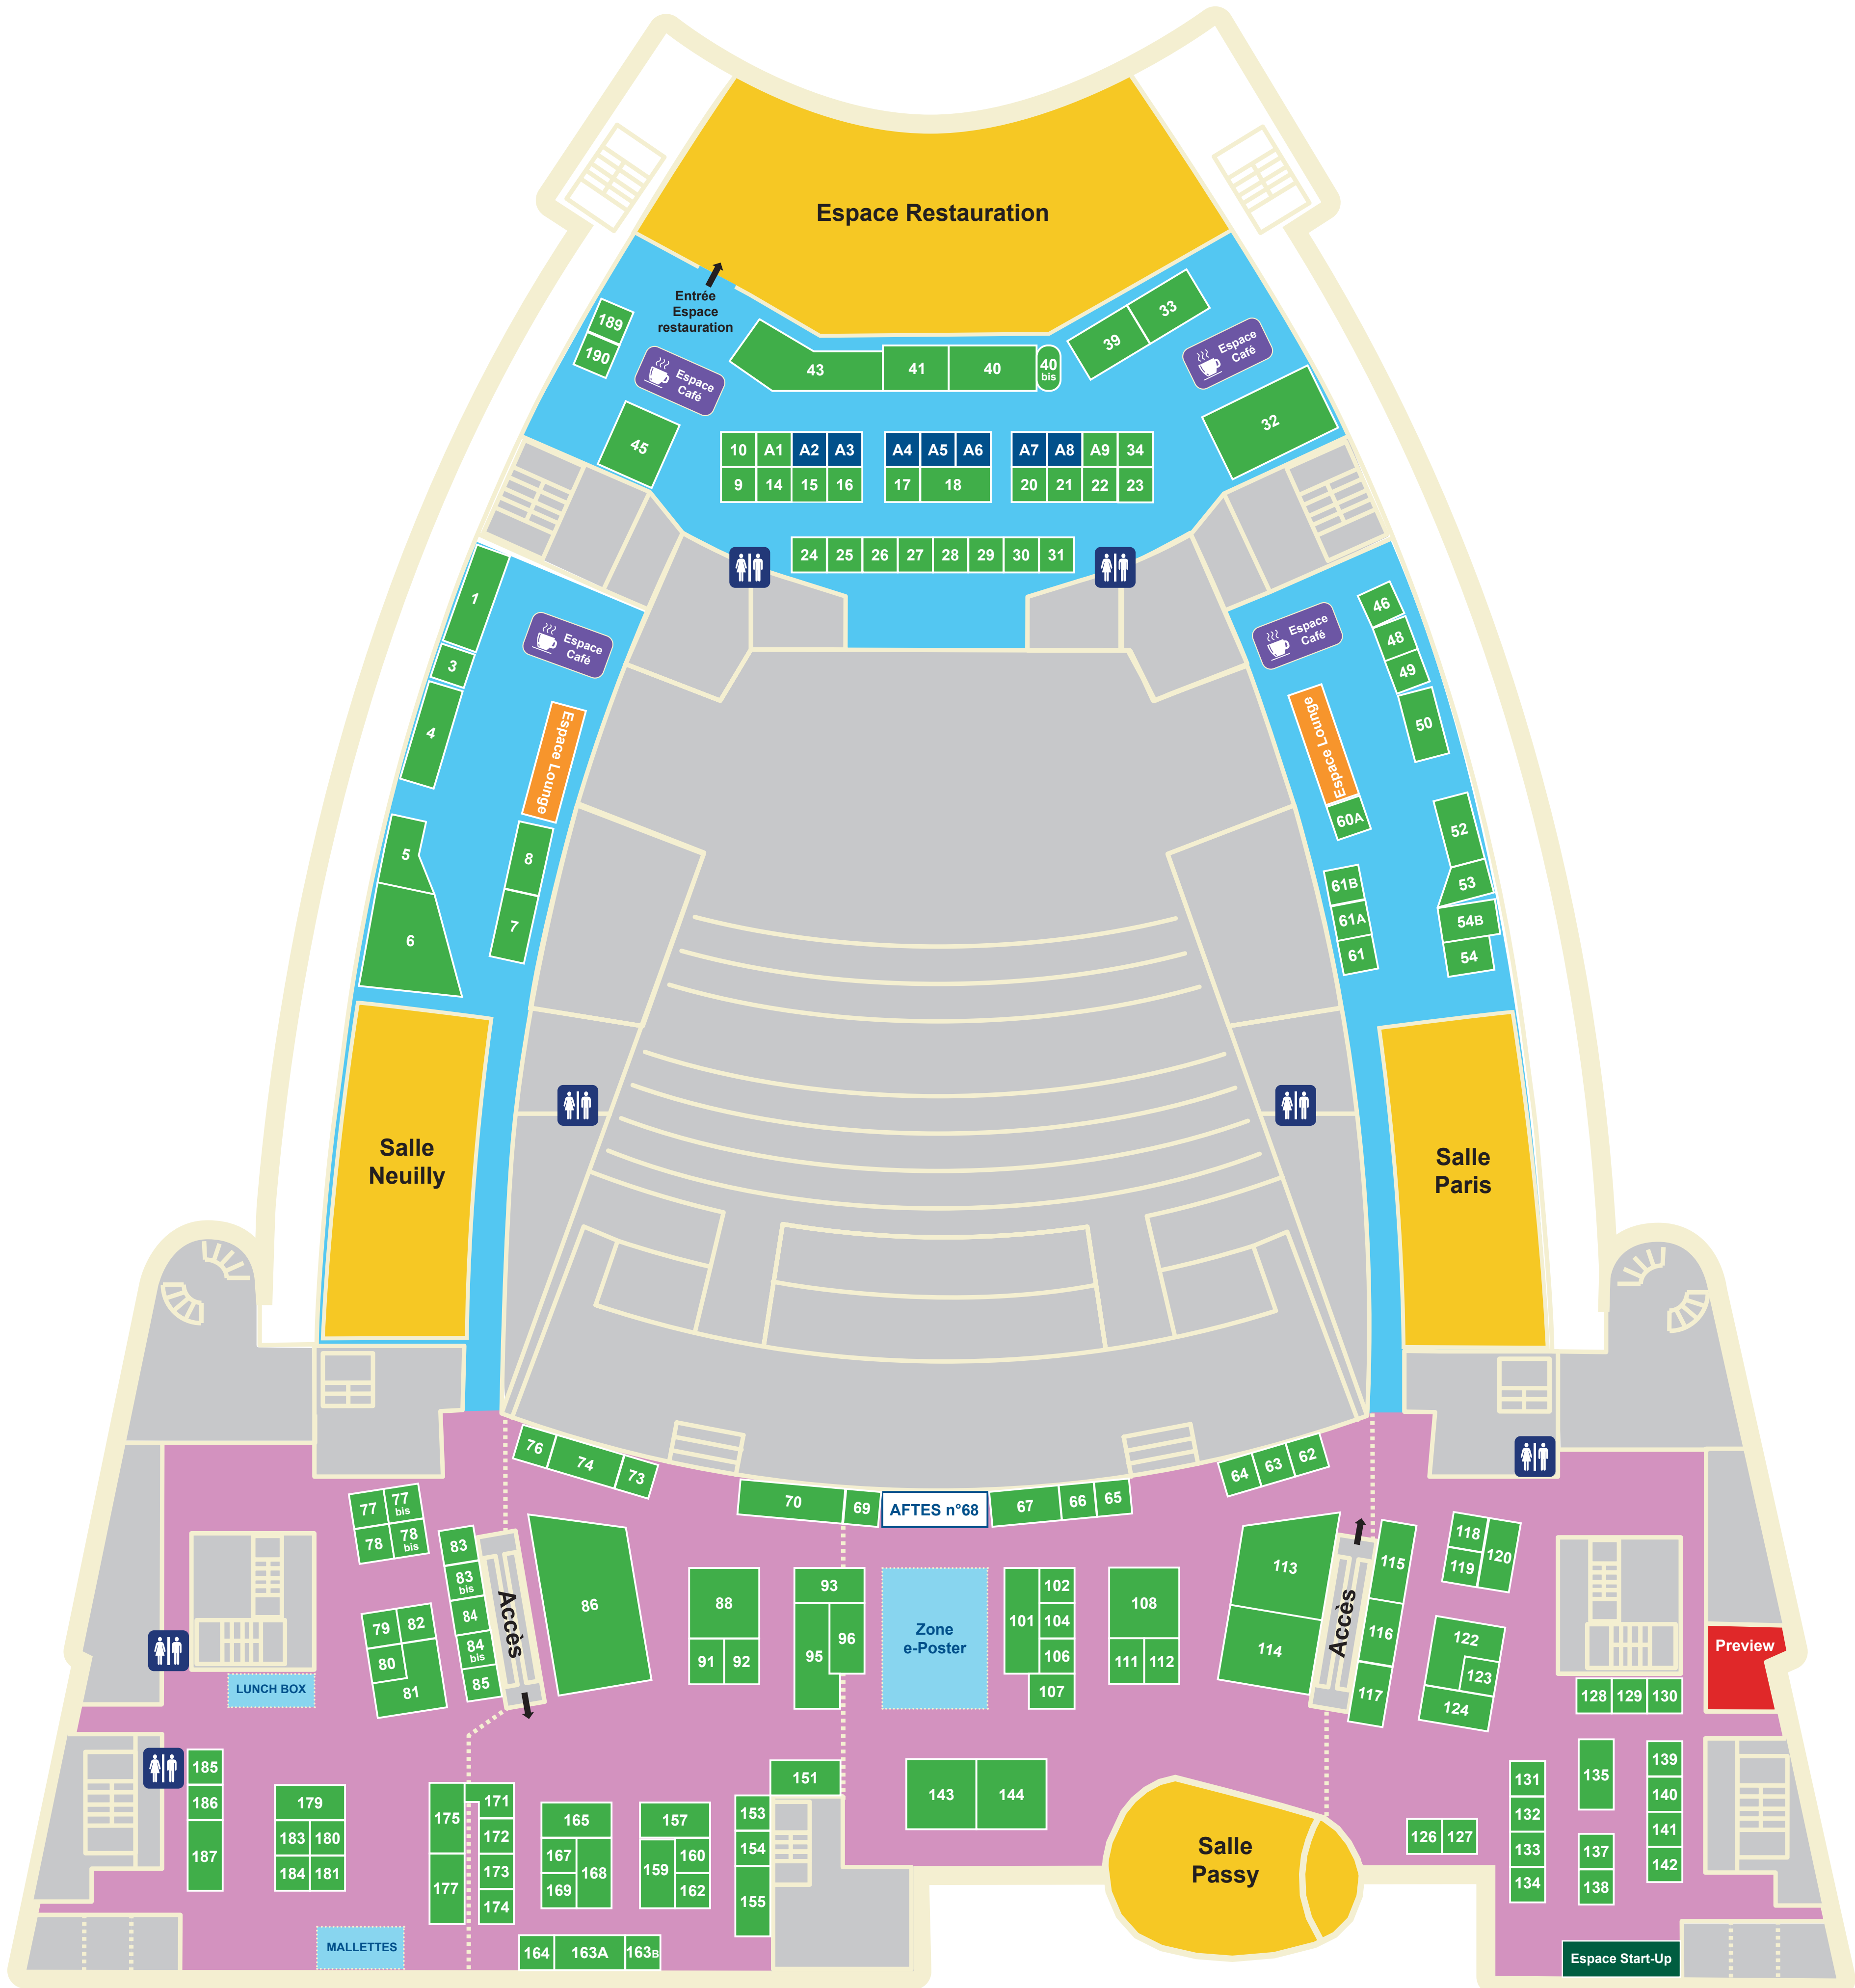 Espace Restauration
Entrée
Espace
restauration
189
190
Espace
Café
43
41
40
40
bis
39
33
Espace
Café
45
32
10
A1
A2
A3
A4
A5
A6
A7
A8
A9
34
9
14
15
16
17
18
20
21
22
23
24
25
26
27
28
29
30
31
1
3
4
Espace
Café
Espace Lounge
5
6
8
7
Espace
Café
46
48
49
50
Espace Lounge
60A
52
53
54B
54
61B
61A
61
Salle
Neuilly
Salle
Paris
76
74
73
70
69
AFTES n°68
67
66
65
64
63
62
77
77
bis
78
78
bis
83
83
bis
84
84
bis
85
Accès
79
82
80
81
LUNCH BOX
86
88
91
92
93
95
96
Zone
e-Poster
101
102
104
106
107
108
111
112
113
114
Accès
115
116
117
118
119
120
122
123
124
Preview
128
129
130
185
186
187
179
183
180
184
181
175
177
171
172
173
174
165
167
168
169
157
159
160
162
151
153
154
155
143
144
Salle
Passy
126
127
131
132
133
134
135
137
138
139
140
141
142
MALLETTES
164
163A
163B
Espace Start-Up